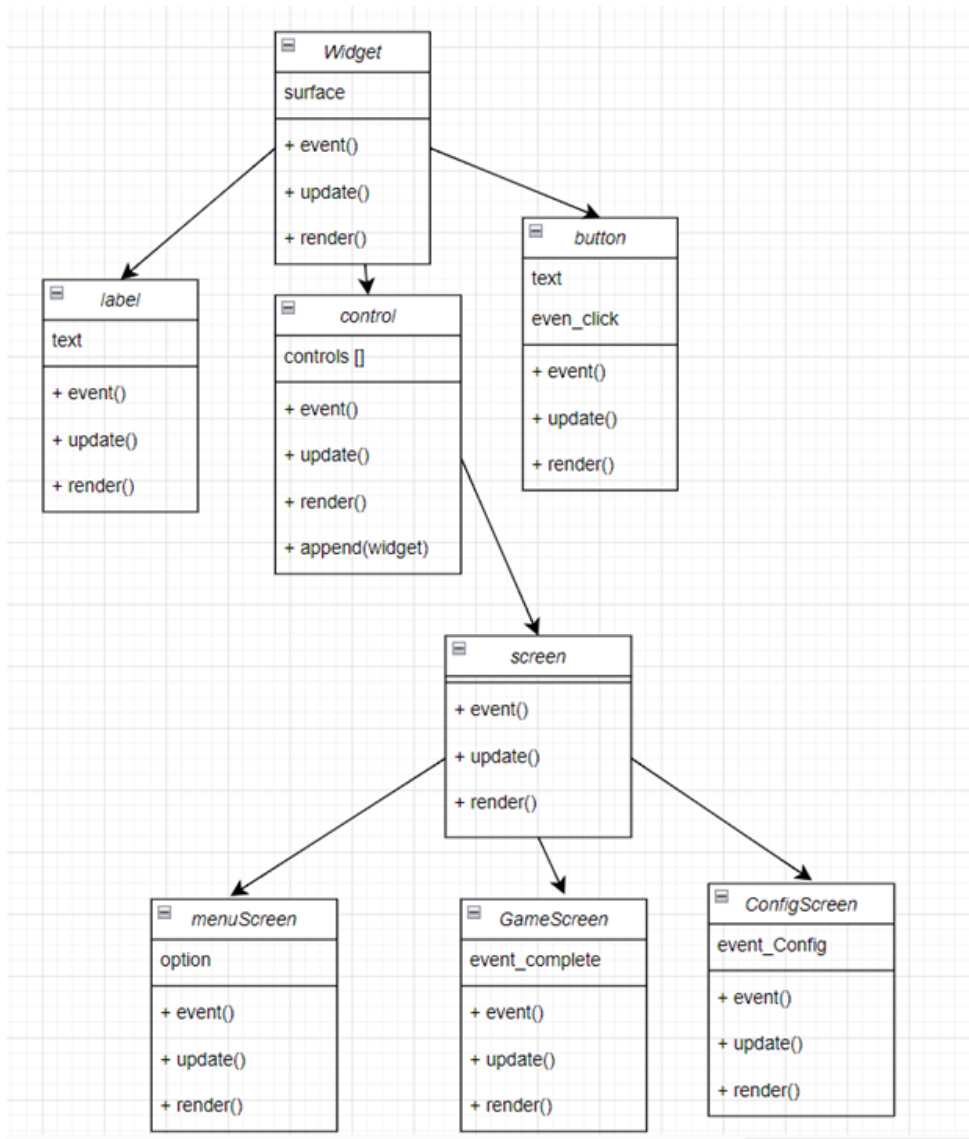 Widget
surface
+ event()
+ update()
+ render()
label
text
+ event()
+ update()
+ render()
control
controls []
+ event()
+ update()
+ render()
+ append(widget)
button
text
even_click
+ event()
+ update()
+ render()
screen
+ event()
+ update()
+ render()
menuScreen
option
+ event()
+ update()
+ render()
GameScreen
event_complete
+ event()
+ update()
+ render()
ConfigScreen
event_Config
+ event()
+ update()
+ render()